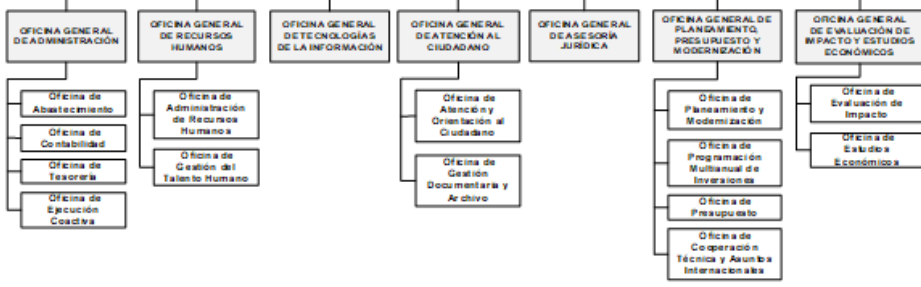 OFICINA GENERAL
DE ADMINISTRACIÓN
Oficina de
Abastecimiento
Oficina de
Contabilidad
Oficina de
Tesorería
Oficina de
Ejecución
Coactiva
OFICINA GENERAL
DE RECURSOS
HUMANOS
Oficina de
Administración
de Recursos
Humanos
Oficina de
Gestión del
Talento Humano
OFICINA GENERAL
DE TECNOLOGÍAS
DE LA INFORMACIÓN
OFICINA GENERAL
DE ATENCIÓN AL
CIUDADANO
Oficina de
Atención y
Orientación al
Ciudadano
Oficina de
Gestión
Documentaria y
Archivo
OFICINA GENERAL
DE ASESORÍA
JURÍDICA
OFICINA GENERAL DE
PLANEAMIENTO,
PRESUPUESTO Y
MODERNIZACIÓN
Oficina de
Planeamiento y
Modernización
Oficina de
Programación
Multianual de
Inversiones
Oficina de
Presupuesto
Oficina de
Cooperación
Técnica y Asuntos
Internacionales
OFICINA GENERAL
DE EVALUACIÓN DE
IMPACTO Y ESTUDIOS
ECONÓMICOS
Oficina de
Evaluación de
Impacto
Oficina de
Estudios
Económicos